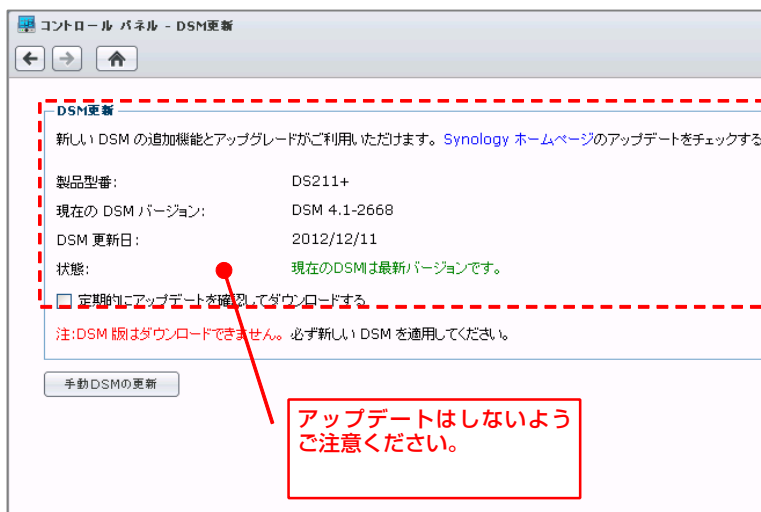 コントロール パネル - DSM更新
DSM更新
新しい DSM の追加機能とアップグレードがご利用いただけます。Synology ホームページのアップデートをチェックする
製品型番: DS211+
現在の DSM バージョン: DSM 4.1-2668
DSM 更新日: 2012/12/11
状態: 現在のDSMは最新バージョンです。
定期的にアップデートを確認してダウンロードする
注:DSM 版はダウンロードできません。必ず新しい DSM を適用してください。
手動DSMの更新
アップデートはしないよう
ご注意ください。